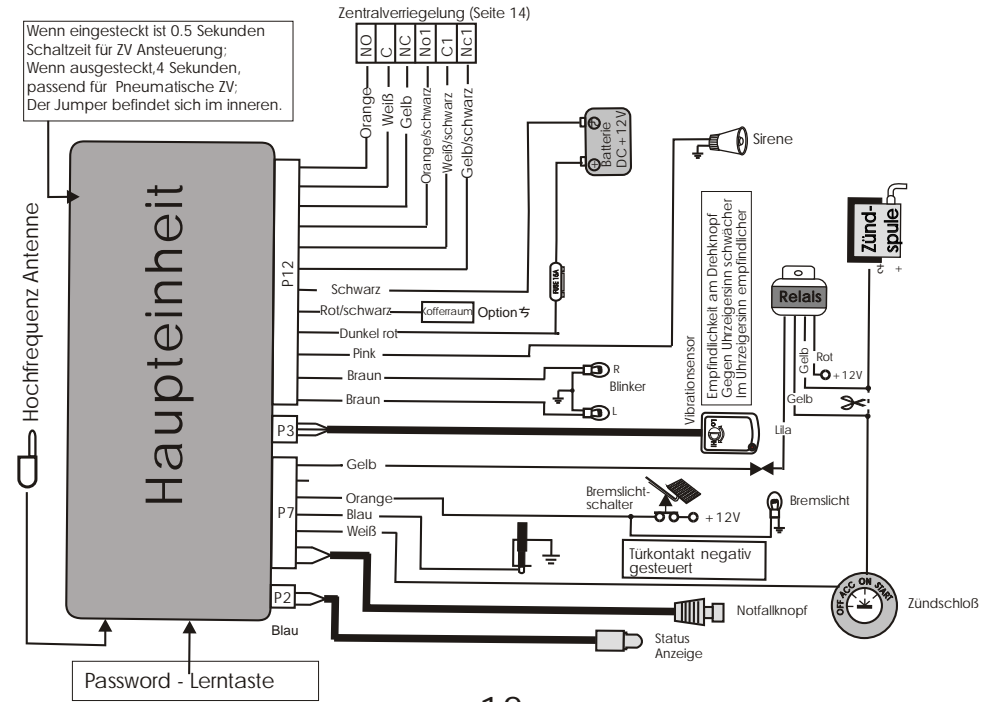 Zentralverriegelung (Seite 14)
Wenn eingesteckt ist 0.5 Sekunden
Schaltzeit für ZV Ansteuerung;
Wenn ausgesteckt,4 Sekunden,
passend für Pneumatische ZV;
Der Jumper befindet sich im inneren.
NO
C
NC
No1
C1
Nc1
Orange
Weiß
Gelb
Orange/schwarz
Weiß/schwarz
Gelb/schwarz
Batterie
DC+12V
Sirene
Hochfrequenz Antenne
Haupteinheit
P12
Schwarz
Rot/schwarz
Kofferraum
Option
Dunkel rot
Pink
Braun
Braun
R
Blinker
L
Vibrationsensor
Empfindlichkeit am Drehknopf
Gegen Uhrzeigersinn schwächer
Im Uhrzeigersinn empfindlicher
Zünd-
spule
+
Relais
Gelb
Rot
+12V
Gelb
Lila
P3
P7
Gelb
Orange
Blau
Weiß
Bremslicht-
schalter
+12V
Bremslicht
Türkontakt negativ
gesteuert
OFF ACC ON START
Zündschloß
P2
Blau
Notfallknopf
Status
Anzeige
Password - Lerntaste